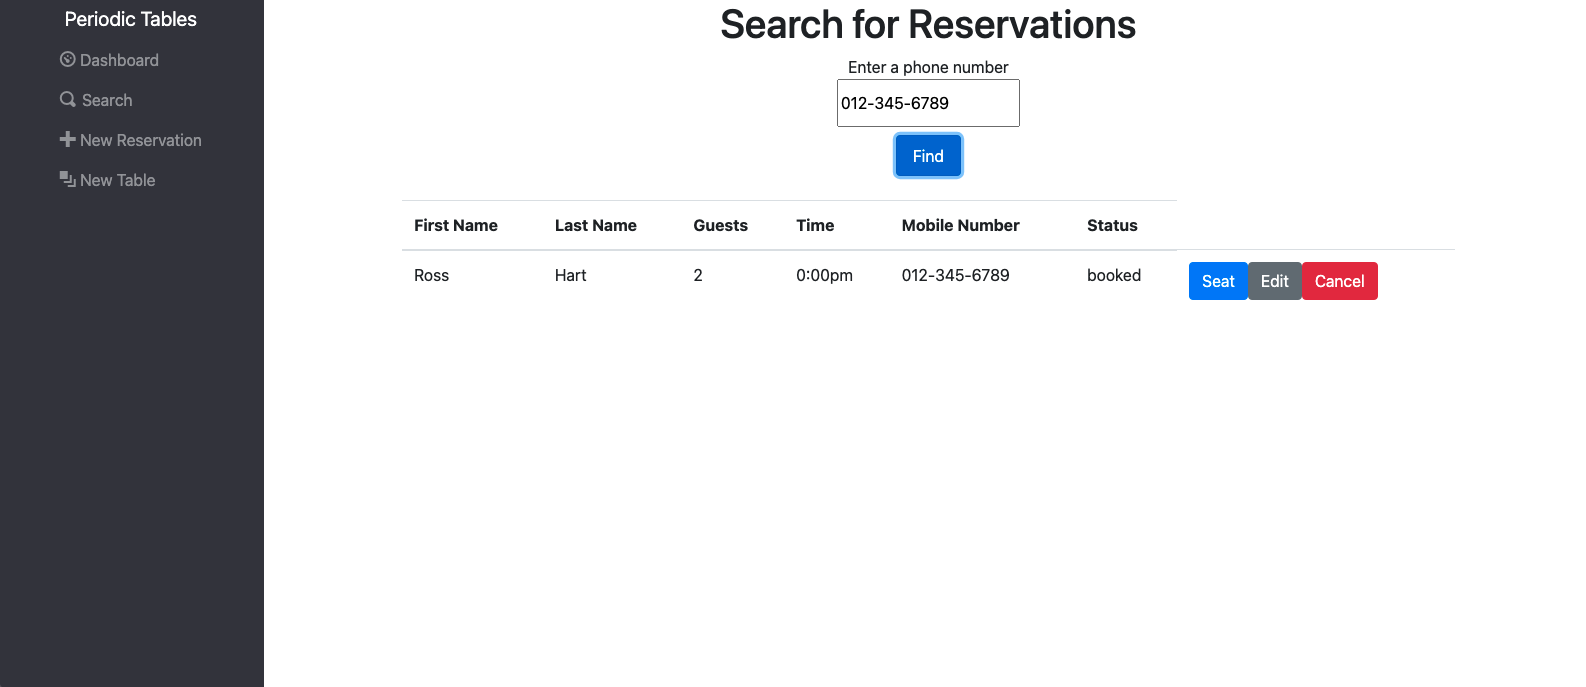 Periodic Tables
Dashboard
Search
New Reservation
New Table
Search for Reservations
Enter a phone number
012-345-6789
Find
First Name Last Name Guests Time Mobile Number Status
Ross Hart 2 0:00pm 012-345-6789 booked Seat Edit Cancel